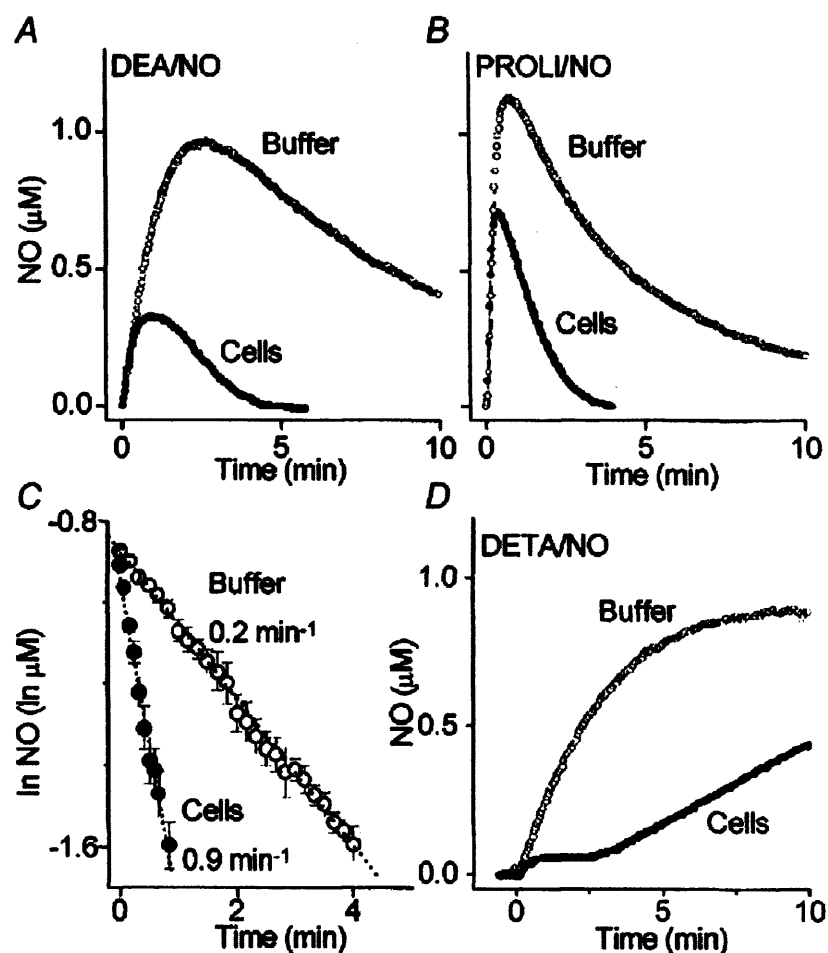 A
DEA/NO
1.0
0.5
0.0
NO (μM)
Buffer
Cells
0
5
10
Time (min)
B
PROLI/NO
Buffer
Cells
0
5
10
Time (min)
C
-0.8
-1.6
ln NO (ln μM)
Buffer
0.2 min-1
Cells
0.9 min-1
0
2
4
Time (min)
D
DETA/NO
1.0
0.5
0.0
NO (μM)
Buffer
Cells
0
5
10
Time (min)